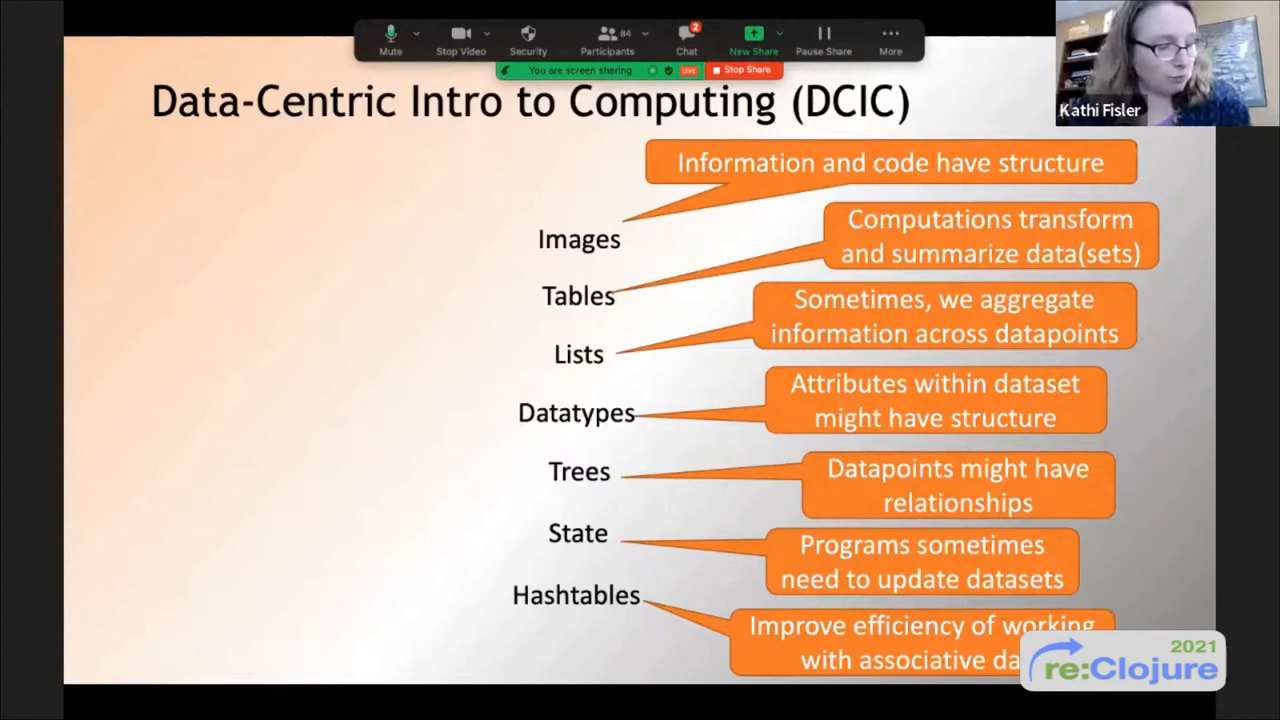 Mute
Stop Video
Security
84
Participants
2
Chat
New Share
Pause Share
More
You are screen sharing
LIVE
Stop Share
Kathi Fisler
Data-Centric Intro to Computing (DCIC)
Information and code have structure
Images
Computations transform
and summarize data(sets)
Tables
Sometimes, we aggregate
information across datapoints
Lists
Attributes within dataset
might have structure
Datatypes
Datapoints might have
relationships
Trees
Programs sometimes
need to update datasets
State
Hashtables
Improve efficiency of working
with associative da
2021
re:Clojure